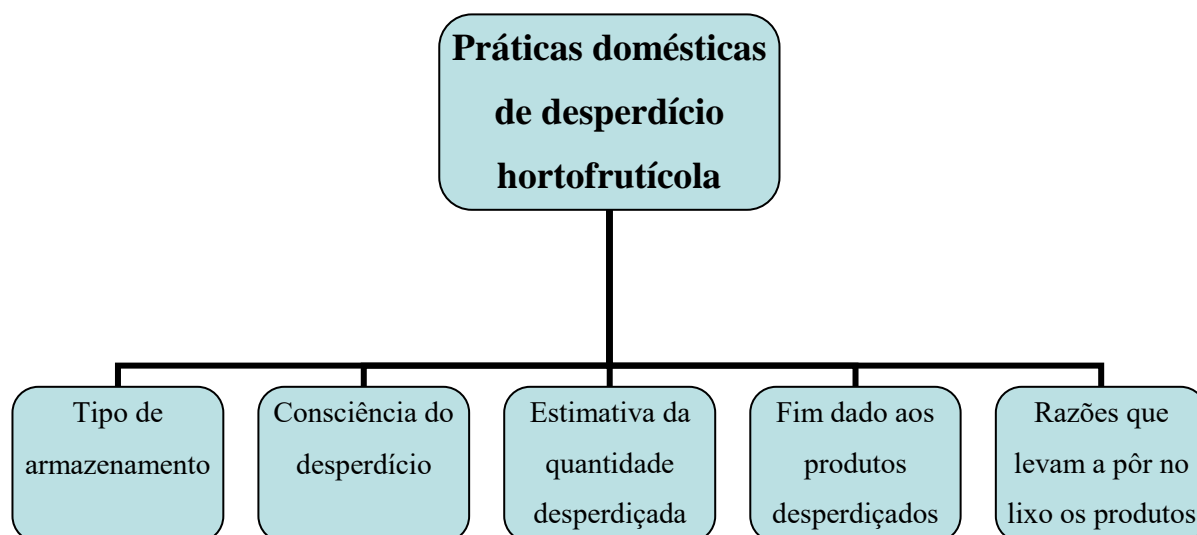 Práticas domésticas
de desperdício
hortofrutícola
Tipo de
armazenamento
Consciência do
desperdício
Estimativa da
quantidade
desperdiçada
Fim dado aos
produtos
desperdiçados
Razões que
levam a pôr no
lixo os produtos